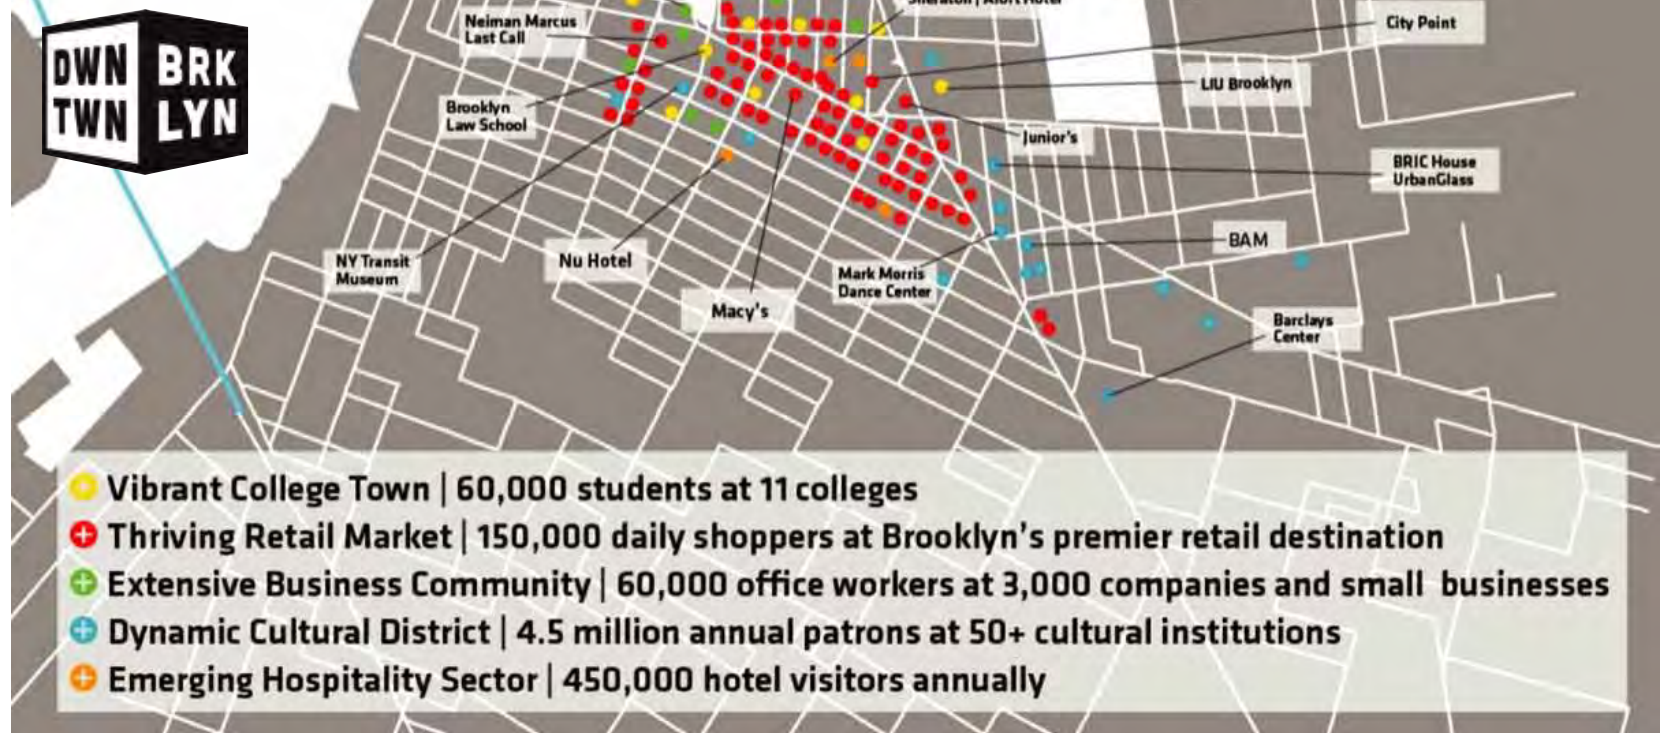 DWN
TWN
BRK
LYN
Neiman Marcus
Last Call
Sheraton | Aloft Hotel
City Point
LIU Brooklyn
Brooklyn
Law School
Junior's
BRIC House
UrbanGlass
BAM
NY Transit
Museum
Nu Hotel
Mark Morris
Dance Center
Macy's
Barclays
Center
Vibrant College Town | 60,000 students at 11 colleges
Thriving Retail Market | 150,000 daily shoppers at Brooklyn's premier retail destination
Extensive Business Community | 60,000 office workers at 3,000 companies and small businesses
Dynamic Cultural District | 4.5 million annual patrons at 50+ cultural institutions
Emerging Hospitality Sector | 450,000 hotel visitors annually